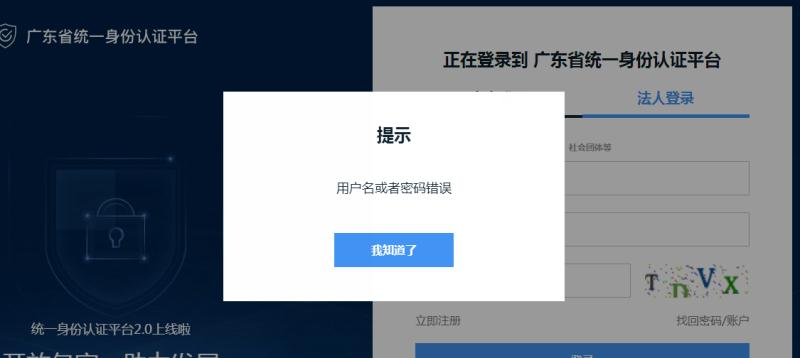 广东省统一身份认证平台
正在登录到 广东省统一身份认证平台
法人登录
社会团体等
提示
用户名或者密码错误
我知道了
TDVX
立即注册
找回密码/账户
统一身份认证平台2.0上线啦
登录